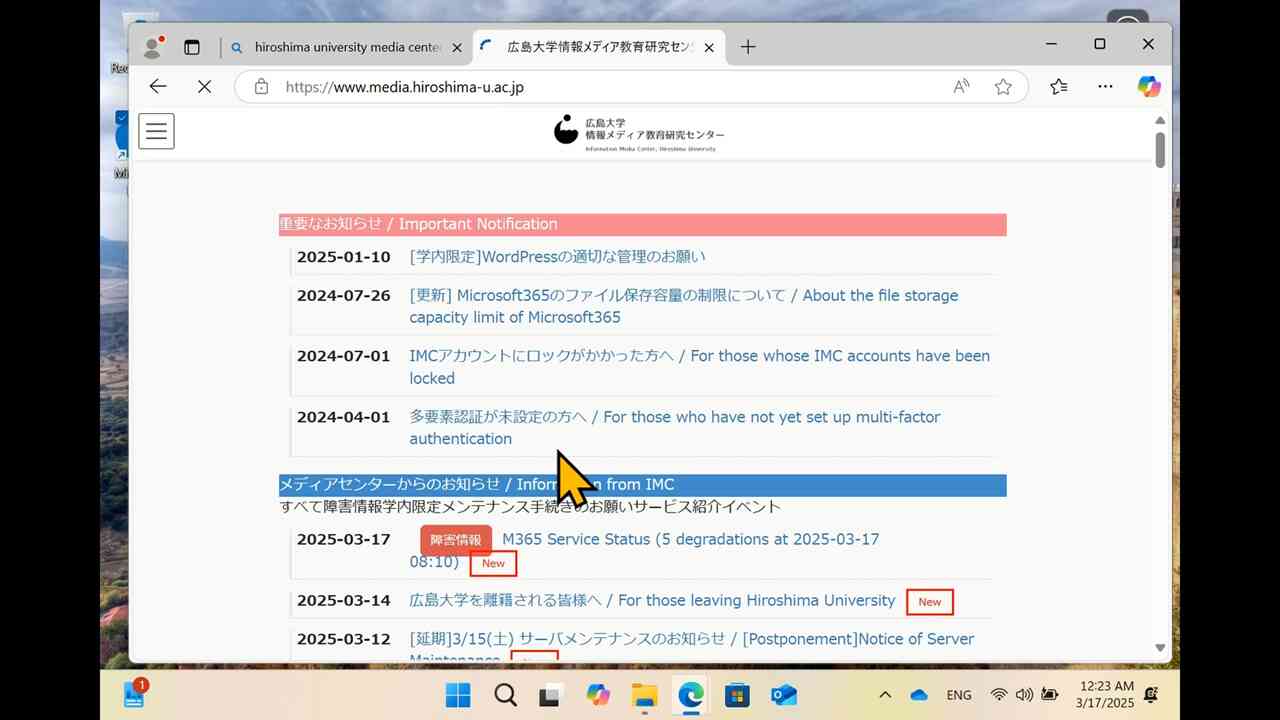 hiroshima university media cente
広島大学情報メディア教育研究セン
https://www.media.hiroshima-u.ac.jp
広島大学
情報メディア教育研究センター
Information Media Center, Hiroshima University
重要なお知らせ / Important Notification
2025-01-10 [学内限定]WordPressの適切な管理のお願い
2024-07-26 [更新] Microsoft365のファイル保存容量の制限について / About the file storage
capacity limit of Microsoft365
2024-07-01 IMCアカウントにロックがかかった方へ / For those whose IMC accounts have been
locked
2024-04-01 多要素認証が未設定の方へ / For those who have not yet set up multi-factor
authentication
メディアセンターからのお知らせ / from IMC
すべて障害情報学内限定メンテナンス手続きのお願いサービス紹介イベント
2025-03-17 障害情報 M365 Service Status (5 degradations at 2025-03-17
08:10) New
2025-03-14 広島大学を離籍される皆様へ / For those leaving Hiroshima University New
2025-03-12 [延期]3/15(土) サーバメンテナンスのお知らせ / [Postponement]Notice of Server
Maintenance
1
ENG
12:23 AM
3/17/2025